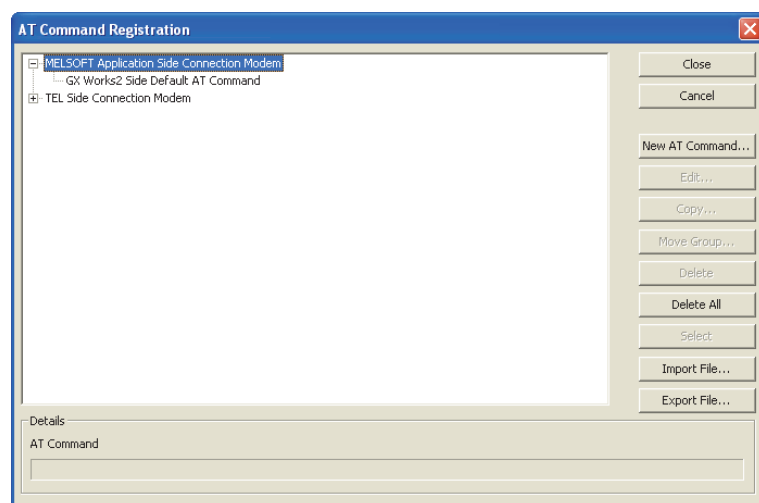 AT Command Registration
MELSOFT Application Side Connection Modem
GX Works2 Side Default AT Command
TEL Side Connection Modem
Close
Cancel
New AT Command...
Edit...
Copy...
Move Group...
Delete
Delete All
Select
Import File...
Export File...
Details
AT Command